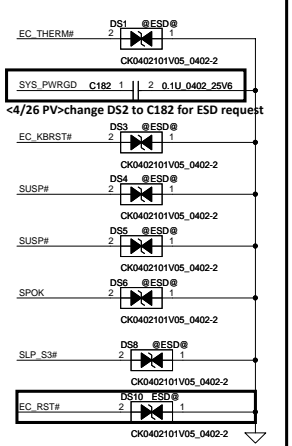 DS1 @ESD@
EC_THERM# 2 1
CK0402101V05_0402-2
SYS_PWRGD C182 1 2 0.1U_0402_25V6
<4/26 PV>change DS2 to C182 for ESD request
DS3 @ESD@
EC_KBRST# 2 1
CK0402101V05_0402-2
DS4 @ESD@
SUSP# 2 1
CK0402101V05_0402-2
DS5 @ESD@
SUSP# 2 1
CK0402101V05_0402-2
DS6 @ESD@
SPOK 2 1
CK0402101V05_0402-2
DS8 @ESD@
SLP_S3# 2 1
CK0402101V05_0402-2
DS10 ESD@
EC_RST# 2 1
CK0402101V05_0402-2